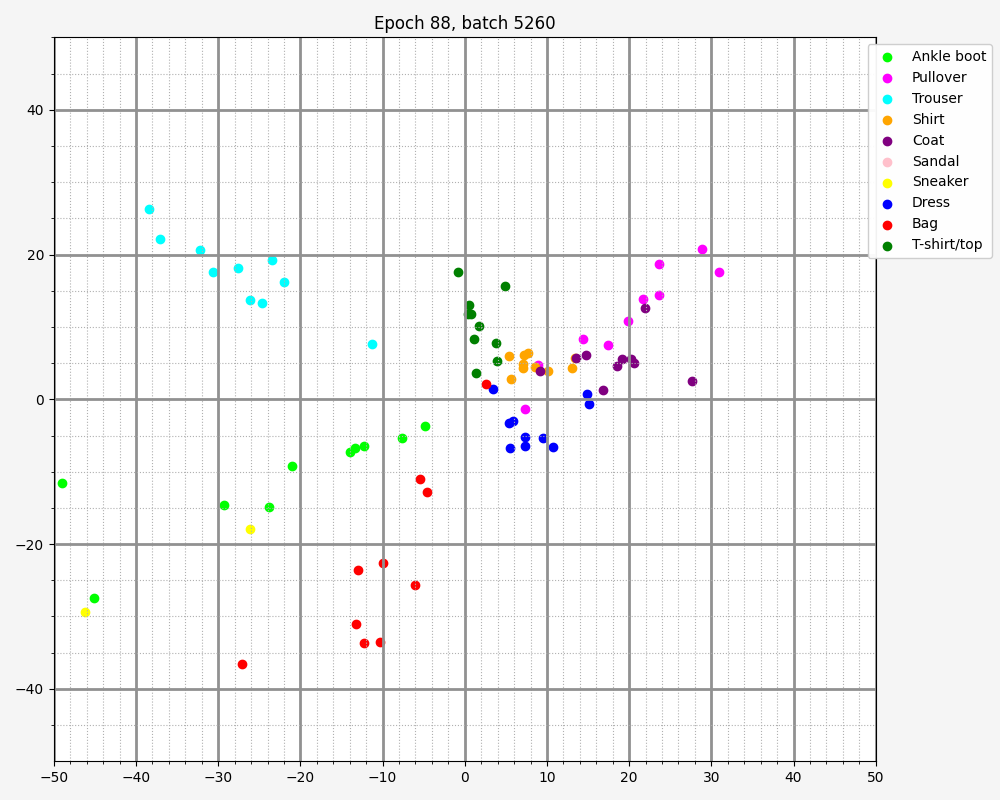 Epoch 88, batch 5260
Ankle boot
Pullover
Trouser
Shirt
Coat
Sandal
Sneaker
Dress
Bag
T-shirt/top
40
20
0
−20
−40
−50 −40 −30 −20 −10 0 10 20 30 40 50